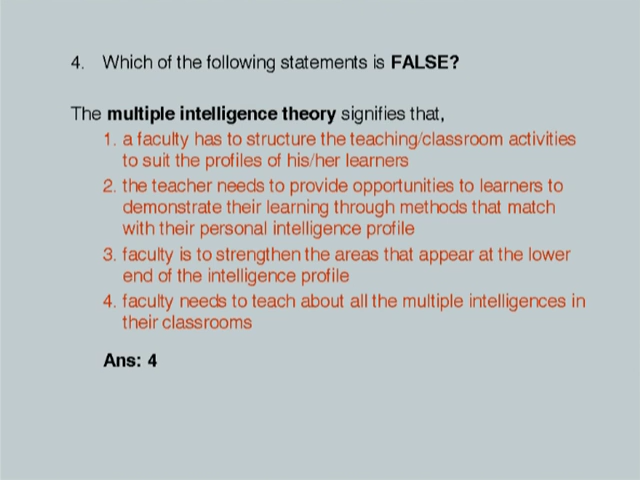 4. Which of the following statements is FALSE?
The multiple intelligence theory signifies that,
1. a faculty has to structure the teaching/classroom activities
to suit the profiles of his/her learners
2. the teacher needs to provide opportunities to learners to
demonstrate their learning through methods that match
with their personal intelligence profile
3. faculty is to strengthen the areas that appear at the lower
end of the intelligence profile
4. faculty needs to teach about all the multiple intelligences in
their classrooms
Ans: 4